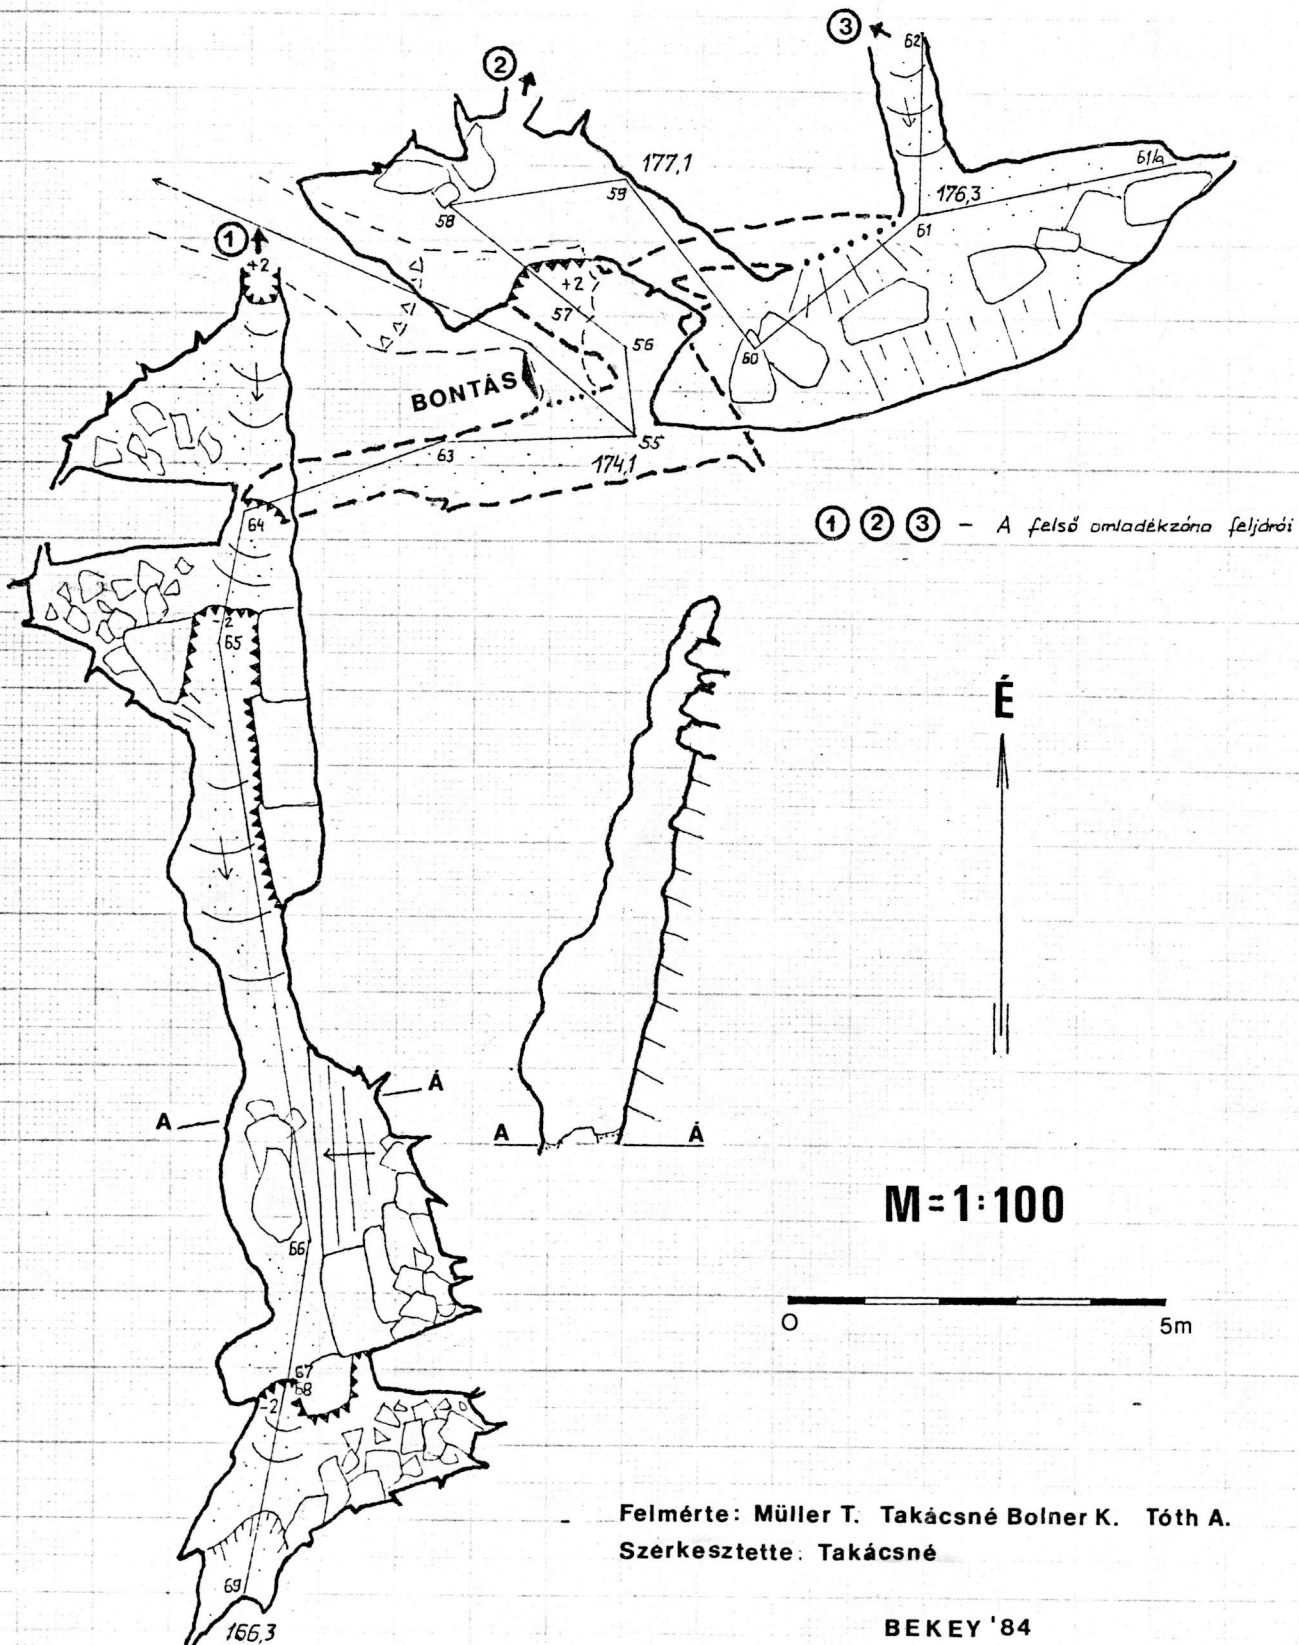 ③
62
②
61/a
177,1
59
176,3
58
61
①
+2
+2
57
56
60
BONTÁS
63
55
174,1
64
① ② ③ - A felső omladékzóna feljárói
-2
65
É
A
Á
A
Á
M=1:100
66
0
5m
67
68
-2
Felmérte: Müller T. Takácsné Bolner K. Tóth A.
Szerkesztette: Takácsné
69
166,3
BEKEY '84